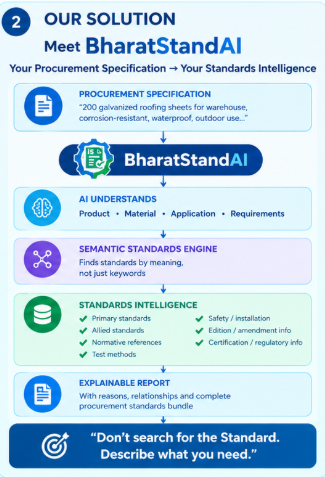 2 OUR SOLUTION
Meet BharatStandAI
Your Procurement Specification → Your Standards Intelligence
PROCUREMENT SPECIFICATION
"200 galvanized roofing sheets for warehouse,
corrosion-resistant, waterproof, outdoor use..."
IS
BharatStandAI
AI UNDERSTANDS
Product • Material • Application • Requirements
SEMANTIC STANDARDS ENGINE
Finds standards by meaning,
not just keywords
STANDARDS INTELLIGENCE
✓ Primary standards
✓ Allied standards
✓ Normative references
✓ Test methods
✓ Safety / installation
✓ Edition / amendment info
✓ Certification / regulatory info
EXPLAINABLE REPORT
With reasons, relationships and complete
procurement standards bundle
"Don't search for the Standard.
Describe what you need."